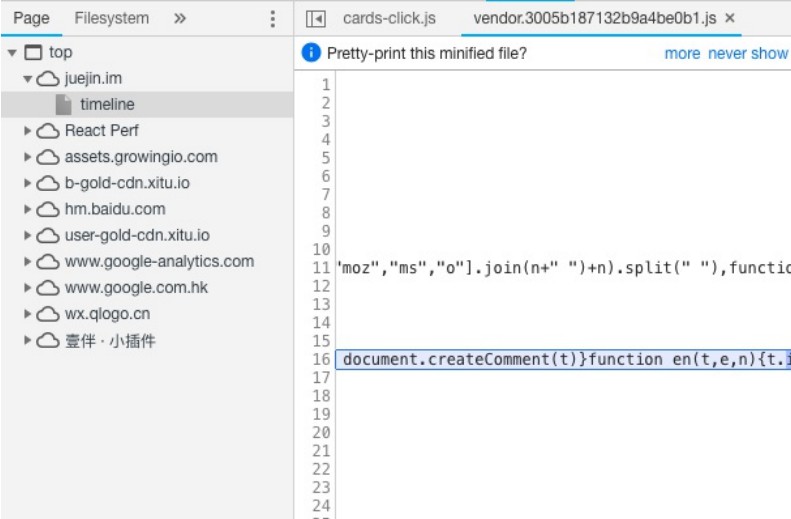 Page Filesystem »
cards-click.js vendor.3005b187132b9a4be0b1.js ×
i Pretty-print this minified file? more never show
top
juejin.im
timeline
React Perf
assets.growingio.com
b-gold-cdn.xitu.io
hm.baidu.com
user-gold-cdn.xitu.io
www.google-analytics.com
www.google.com.hk
wx.qlogo.cn
壹伴 · 小插件
1
2
3
4
5
6
7
8
9
10
11 "moz","ms","o"].join(n+" ")+n).split(" "),functio
12
13
14
15
16 document.createComment(t)}function en(t,e,n){t.i
17
18
19
20
21
22
23
24